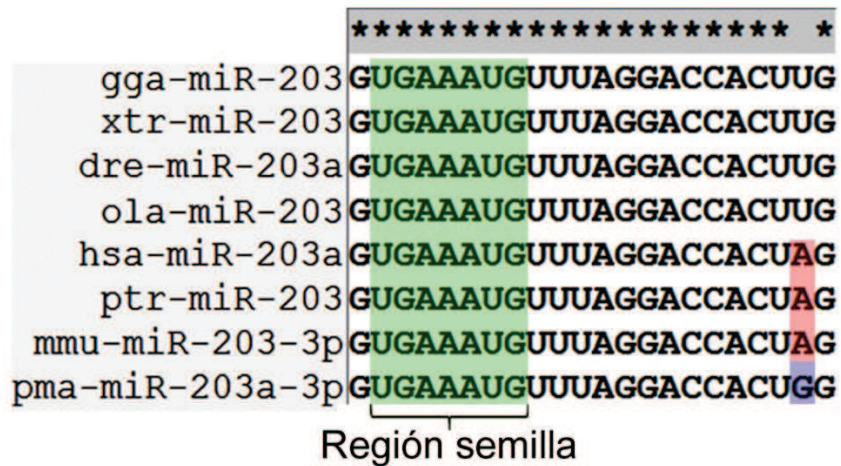 ******************** *
gga-miR-203 GUGAAAUGUUUAGGACCACUUG
xtr-miR-203 GUGAAAUGUUUAGGACCACUUG
dre-miR-203a GUGAAAUGUUUAGGACCACUUG
ola-miR-203 GUGAAAUGUUUAGGACCACUUG
hsa-miR-203a GUGAAAUGUUUAGGACCACUAG
ptr-miR-203 GUGAAAUGUUUAGGACCACUAG
mmu-miR-203-3p GUGAAAUGUUUAGGACCACUAG
pma-miR-203a-3p GUGAAAUGUUUAGGACCACUGG
Región semilla